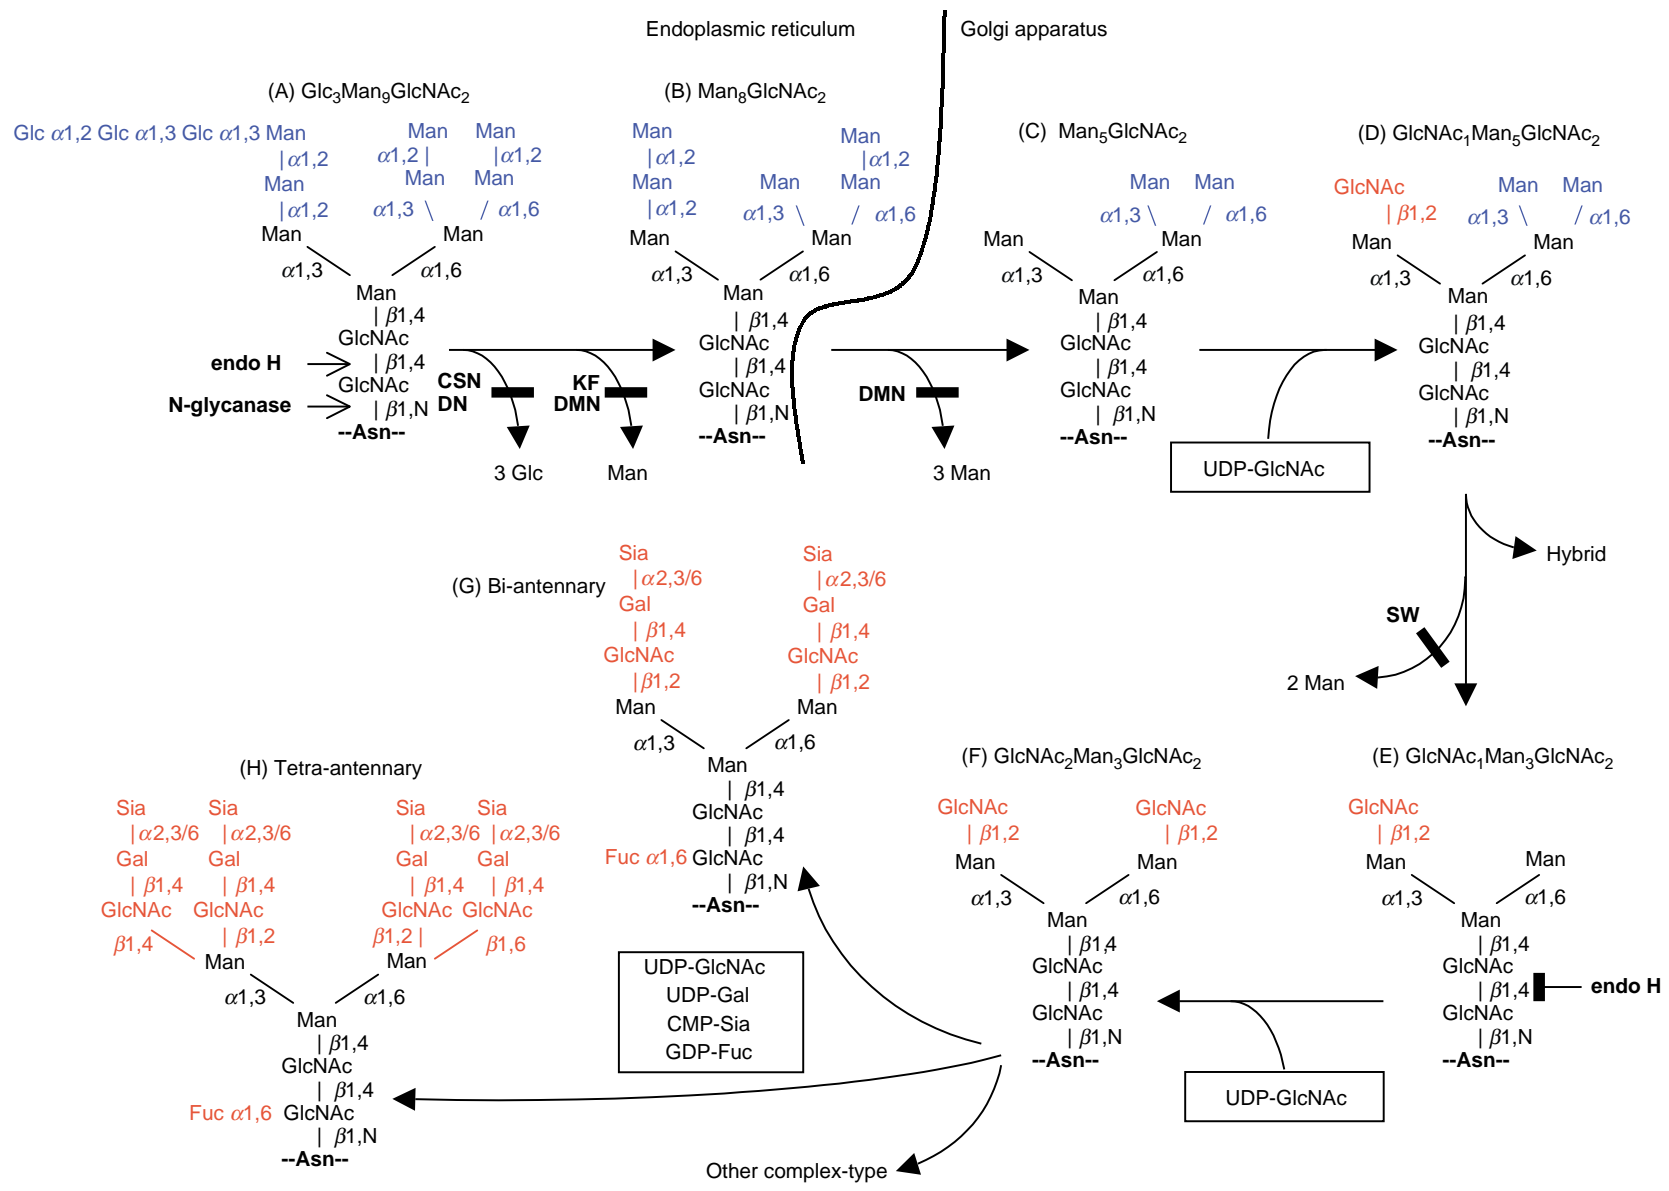 Endoplasmic reticulum
Golgi apparatus
(A) Glc3Man9GlcNAc2
Glc α1,2 Glc α1,3 Glc α1,3 Man
Man
Man
|α1,2
α1,2 |
|α1,2
Man
Man
Man
|α1,2
α1,3 \
/ α1,6
Man
Man
α1,3
α1,6
Man
| β1,4
GlcNAc
endo H
| β1,4
GlcNAc
N-glycanase
| β1,N
--Asn--
CSN
DN
3 Glc
KF
DMN
Man
(B) Man8GlcNAc2
Man
Man
|α1,2
|α1,2
Man
Man
Man
|α1,2
α1,3 \
/ α1,6
Man
Man
α1,3
α1,6
Man
| β1,4
GlcNAc
| β1,4
GlcNAc
| β1,N
--Asn--
DMN
3 Man
(C) Man5GlcNAc2
Man
Man
α1,3 \
/ α1,6
Man
Man
α1,3
α1,6
Man
| β1,4
GlcNAc
| β1,4
GlcNAc
| β1,N
--Asn--
UDP-GlcNAc
(D) GlcNAc1Man5GlcNAc2
GlcNAc
Man
Man
| β1,2
α1,3 \
/ α1,6
Man
Man
α1,3
α1,6
Man
| β1,4
GlcNAc
| β1,4
GlcNAc
| β1,N
--Asn--
Hybrid
SW
2 Man
(E) GlcNAc1Man3GlcNAc2
GlcNAc
| β1,2
Man
Man
α1,3
α1,6
Man
| β1,4
GlcNAc
| β1,4
endo H
GlcNAc
| β1,N
--Asn--
UDP-GlcNAc
(F) GlcNAc2Man3GlcNAc2
GlcNAc
GlcNAc
| β1,2
| β1,2
Man
Man
α1,3
α1,6
Man
| β1,4
GlcNAc
| β1,4
GlcNAc
| β1,N
--Asn--
(G) Bi-antennary
Sia
Sia
|α2,3/6
|α2,3/6
Gal
Gal
| β1,4
| β1,4
GlcNAc
GlcNAc
|β1,2
| β1,2
Man
Man
α1,3
α1,6
Man
| β1,4
GlcNAc
| β1,4
Fuc α1,6 GlcNAc
| β1,N
--Asn--
UDP-GlcNAc
UDP-Gal
CMP-Sia
GDP-Fuc
(H) Tetra-antennary
Sia
Sia
Sia
Sia
|α2,3/6
|α2,3/6
|α2,3/6
|α2,3/6
Gal
Gal
Gal
Gal
| β1,4
| β1,4
| β1,4
| β1,4
GlcNAc
GlcNAc
GlcNAc
GlcNAc
β1,4
| β1,2
β1,2 |
β1,6
Man
Man
α1,3
α1,6
Man
| β1,4
GlcNAc
| β1,4
Fuc α1,6 GlcNAc
| β1,N
--Asn--
Other complex-type